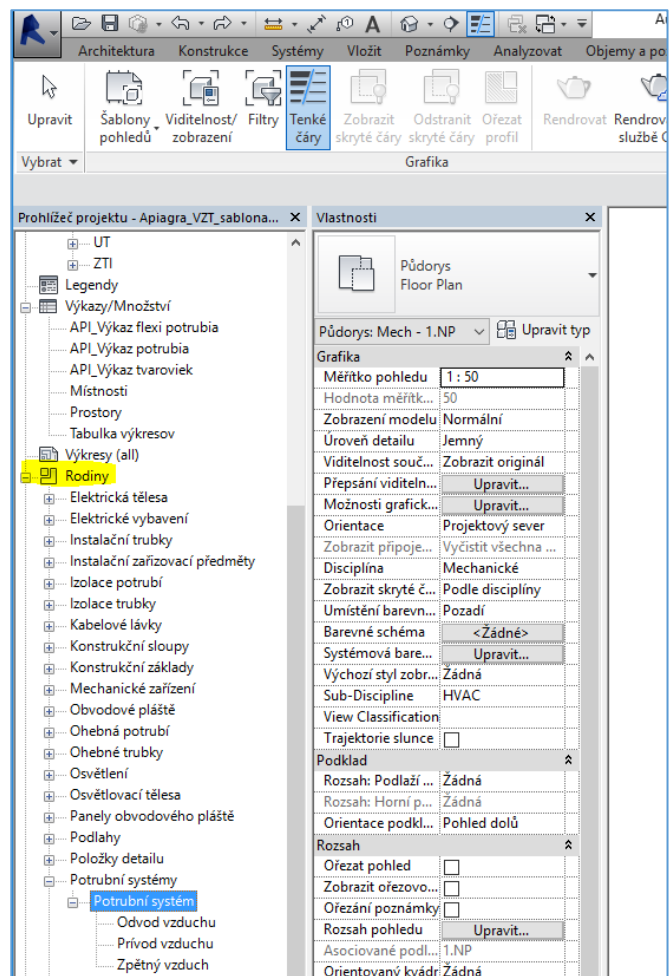 R A Au
Architektura Konstrukce Systémy Vložit Poznámky Analyzovat Objemy a po
Upravit Šablony pohledů Viditelnost/ zobrazení Filtry Tenké čáry Zobrazit skryté čáry Odstranit skryté čáry Ořezat profil Rendrovat Rendrov službě C
Vybrat Grafika
Prohlížeč projektu - Apiagra_VZT_sablona... Vlastnosti
UT
ZTI
Legendy
Výkazy/Množství
API_Výkaz flexi potrubia
API_Výkaz potrubia
API_Výkaz tvaroviek
Místnosti
Prostory
Tabulka výkresov
Výkresy (all)
Rodiny
Elektrická tělesa
Elektrické vybavení
Instalační trubky
Instalační zařizovací předměty
Izolace potrubí
Izolace trubky
Kabelové lávky
Konstrukční sloupy
Konstrukční základy
Mechanické zařízení
Obvodové pláště
Ohebná potrubí
Ohebné trubky
Osvětlení
Osvětlovací tělesa
Panely obvodového pláště
Podlahy
Položky detailu
Potrubní systémy
Potrubní systém
Odvod vzduchu
Prívod vzduchu
Zpětný vzduch
Půdorys
Floor Plan
Půdorys: Mech - 1.NP Upravit typ
Grafika
Měřítko pohledu 1 : 50
Hodnota měřítk... 50
Zobrazení modelu Normální
Úroveň detailu Jemný
Viditelnost souč... Zobrazit originál
Přepsání viditeln... Upravit...
Možnosti grafick... Upravit...
Orientace Projektový sever
Zobrazit připoje... Vyčistit všechna ...
Disciplína Mechanické
Zobrazit skryté č... Podle disciplíny
Umístění barevn... Pozadí
Barevné schéma <Žádné>
Systémová bare... Upravit...
Výchozí styl zobr... Žádná
Sub-Discipline HVAC
View Classification
Trajektorie slunce
Podklad
Rozsah: Podlaží ... Žádná
Rozsah: Horní p... Žádná
Orientace podkl... Pohled dolů
Rozsah
Ořezat pohled
Zobrazit ořezovo...
Ořezání poznámky
Rozsah pohledu Upravit...
Asociované podl... 1.NP
Orientovaný kvádr Žádná